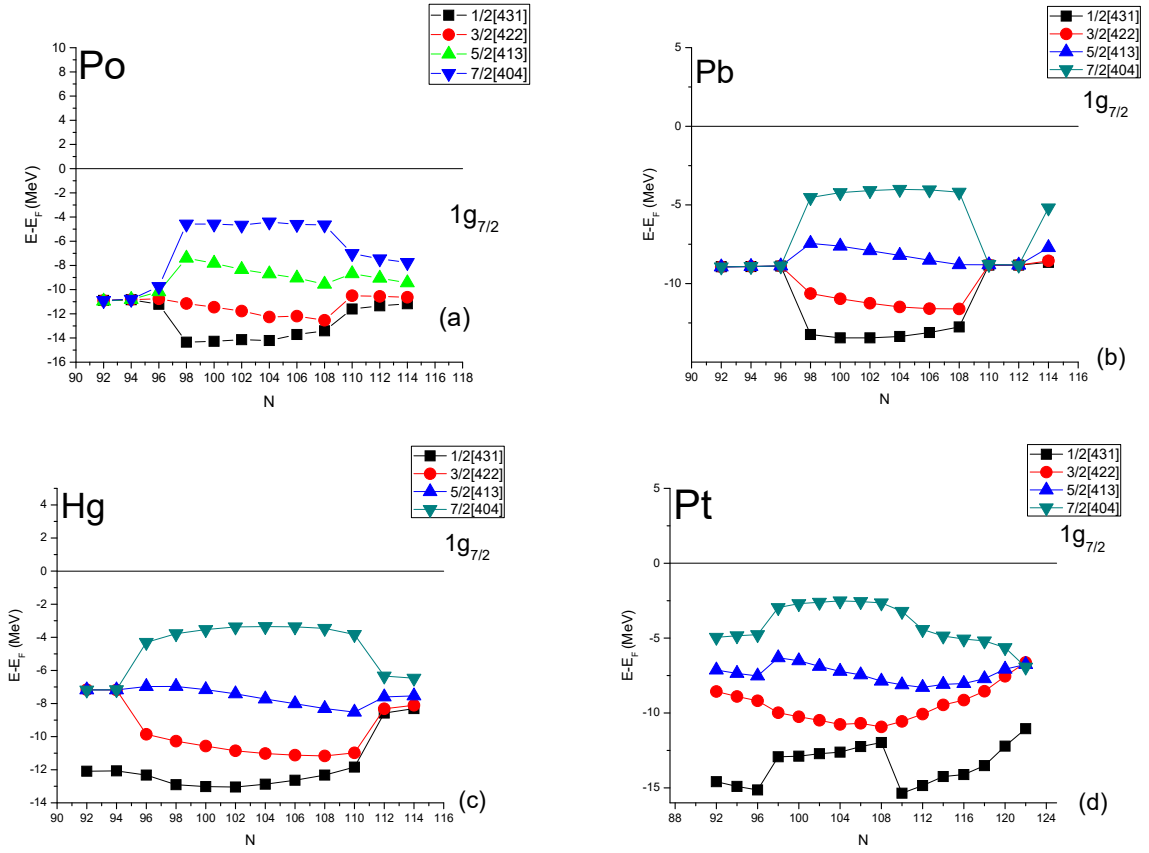 1/2[431]
3/2[422]
5/2[413]
7/2[404]
Po
10
8
6
4
2
0
-2
-4
-6
-8
-10
-12
-14
-16
E-E_F (MeV)
1g_7/2
(a)
90 92 94 96 98 100 102 104 106 108 110 112 114 116 118
N
1/2[431]
3/2[422]
5/2[413]
7/2[404]
Pb
1g_7/2
5
0
-5
-10
E-E_F (MeV)
(b)
90 92 94 96 98 100 102 104 106 108 110 112 114 116
N
1/2[431]
3/2[422]
5/2[413]
7/2[404]
Hg
1g_7/2
4
2
0
-2
-4
-6
-8
-10
-12
-14
E-E_F (MeV)
(c)
90 92 94 96 98 100 102 104 106 108 110 112 114 116
N
1/2[431]
3/2[422]
5/2[413]
7/2[404]
Pt
1g_7/2
5
0
-5
-10
-15
E-E_F (MeV)
(d)
88 92 96 100 104 108 112 116 120 124
N